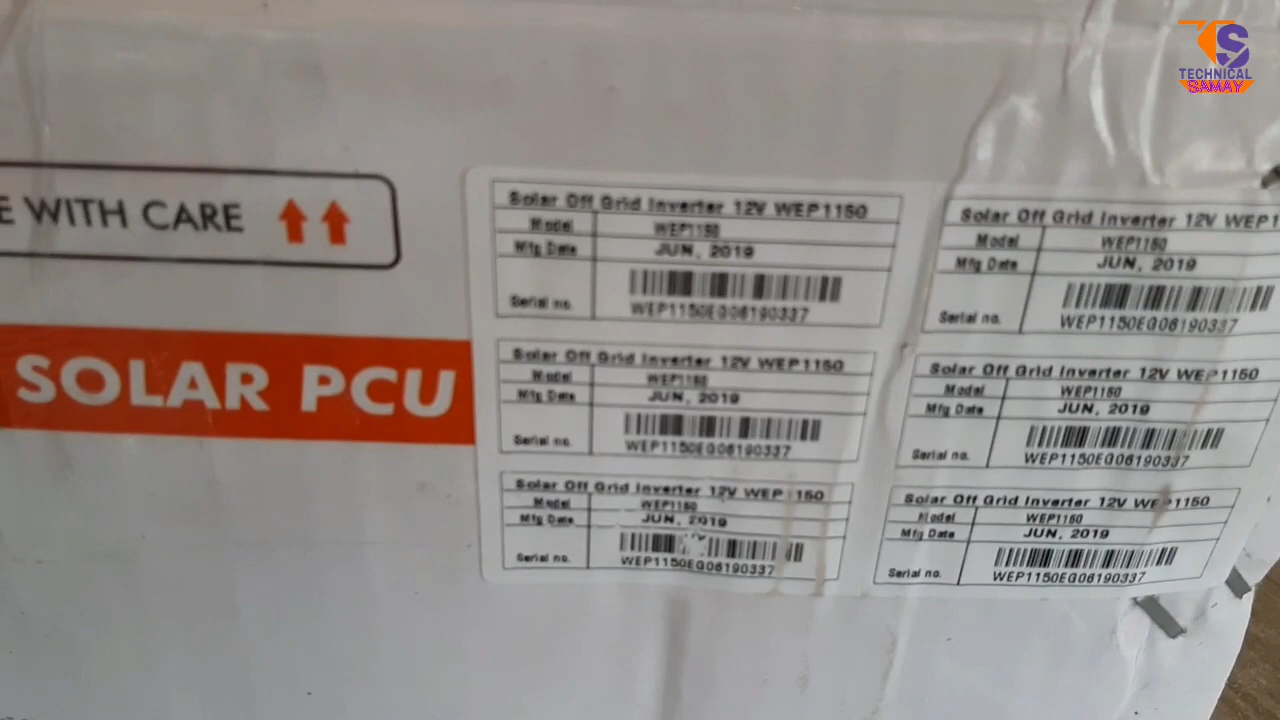 TS
TECHNICAL
SAMAY
E WITH CARE
SOLAR PCU
Solar Off Grid Inverter 12V WEP1150
Model WEP1150
Mfg Date JUN, 2019
Serial no. WEP1150EG06190337
Solar Off Grid Inverter 12V WEP1
Model WEP1150
Mfg Date JUN, 2019
Serial no. WEP1150EG06190337
Solar Off Grid Inverter 12V WEP1150
Model WEP1150
Mfg Date JUN, 2019
Serial no. WEP1150EG06190337
Solar Off Grid Inverter 12V WEP1150
Model WEP1150
Mfg Date JUN, 2019
Serial no. WEP1150EG06190337
Solar Off Grid Inverter 12V WEP1150
Model WEP1150
Mfg Date JUN, 2019
Serial no. WEP1150EG06190337
Solar Off Grid Inverter 12V WEP1150
Model WEP1150
Mfg Date JUN, 2019
Serial no. WEP1150EG06190337